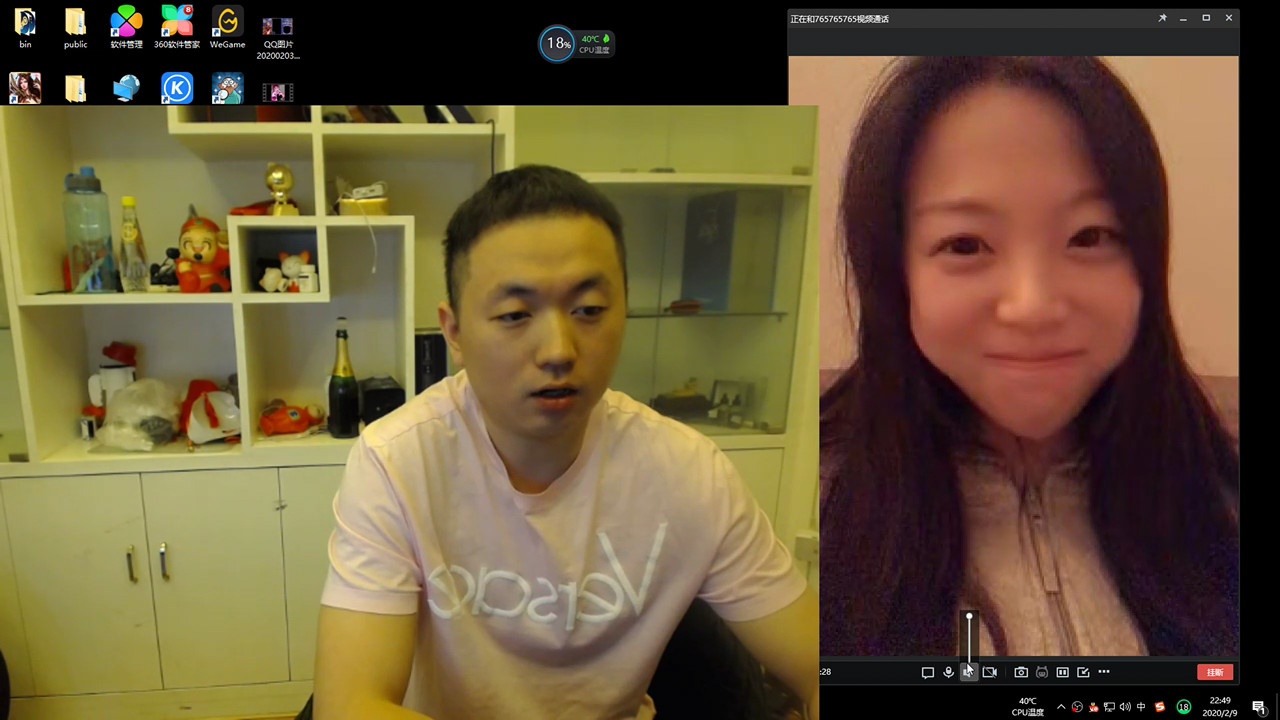 正在和765765765视频通话
bin
public
软件管理
360软件管家
WeGame
QQ图片
20200203...
8
18%
40℃
CPU温度
Versace
:28
挂断
40℃
CPU温度
中
18
22:49
2020/2/9
1